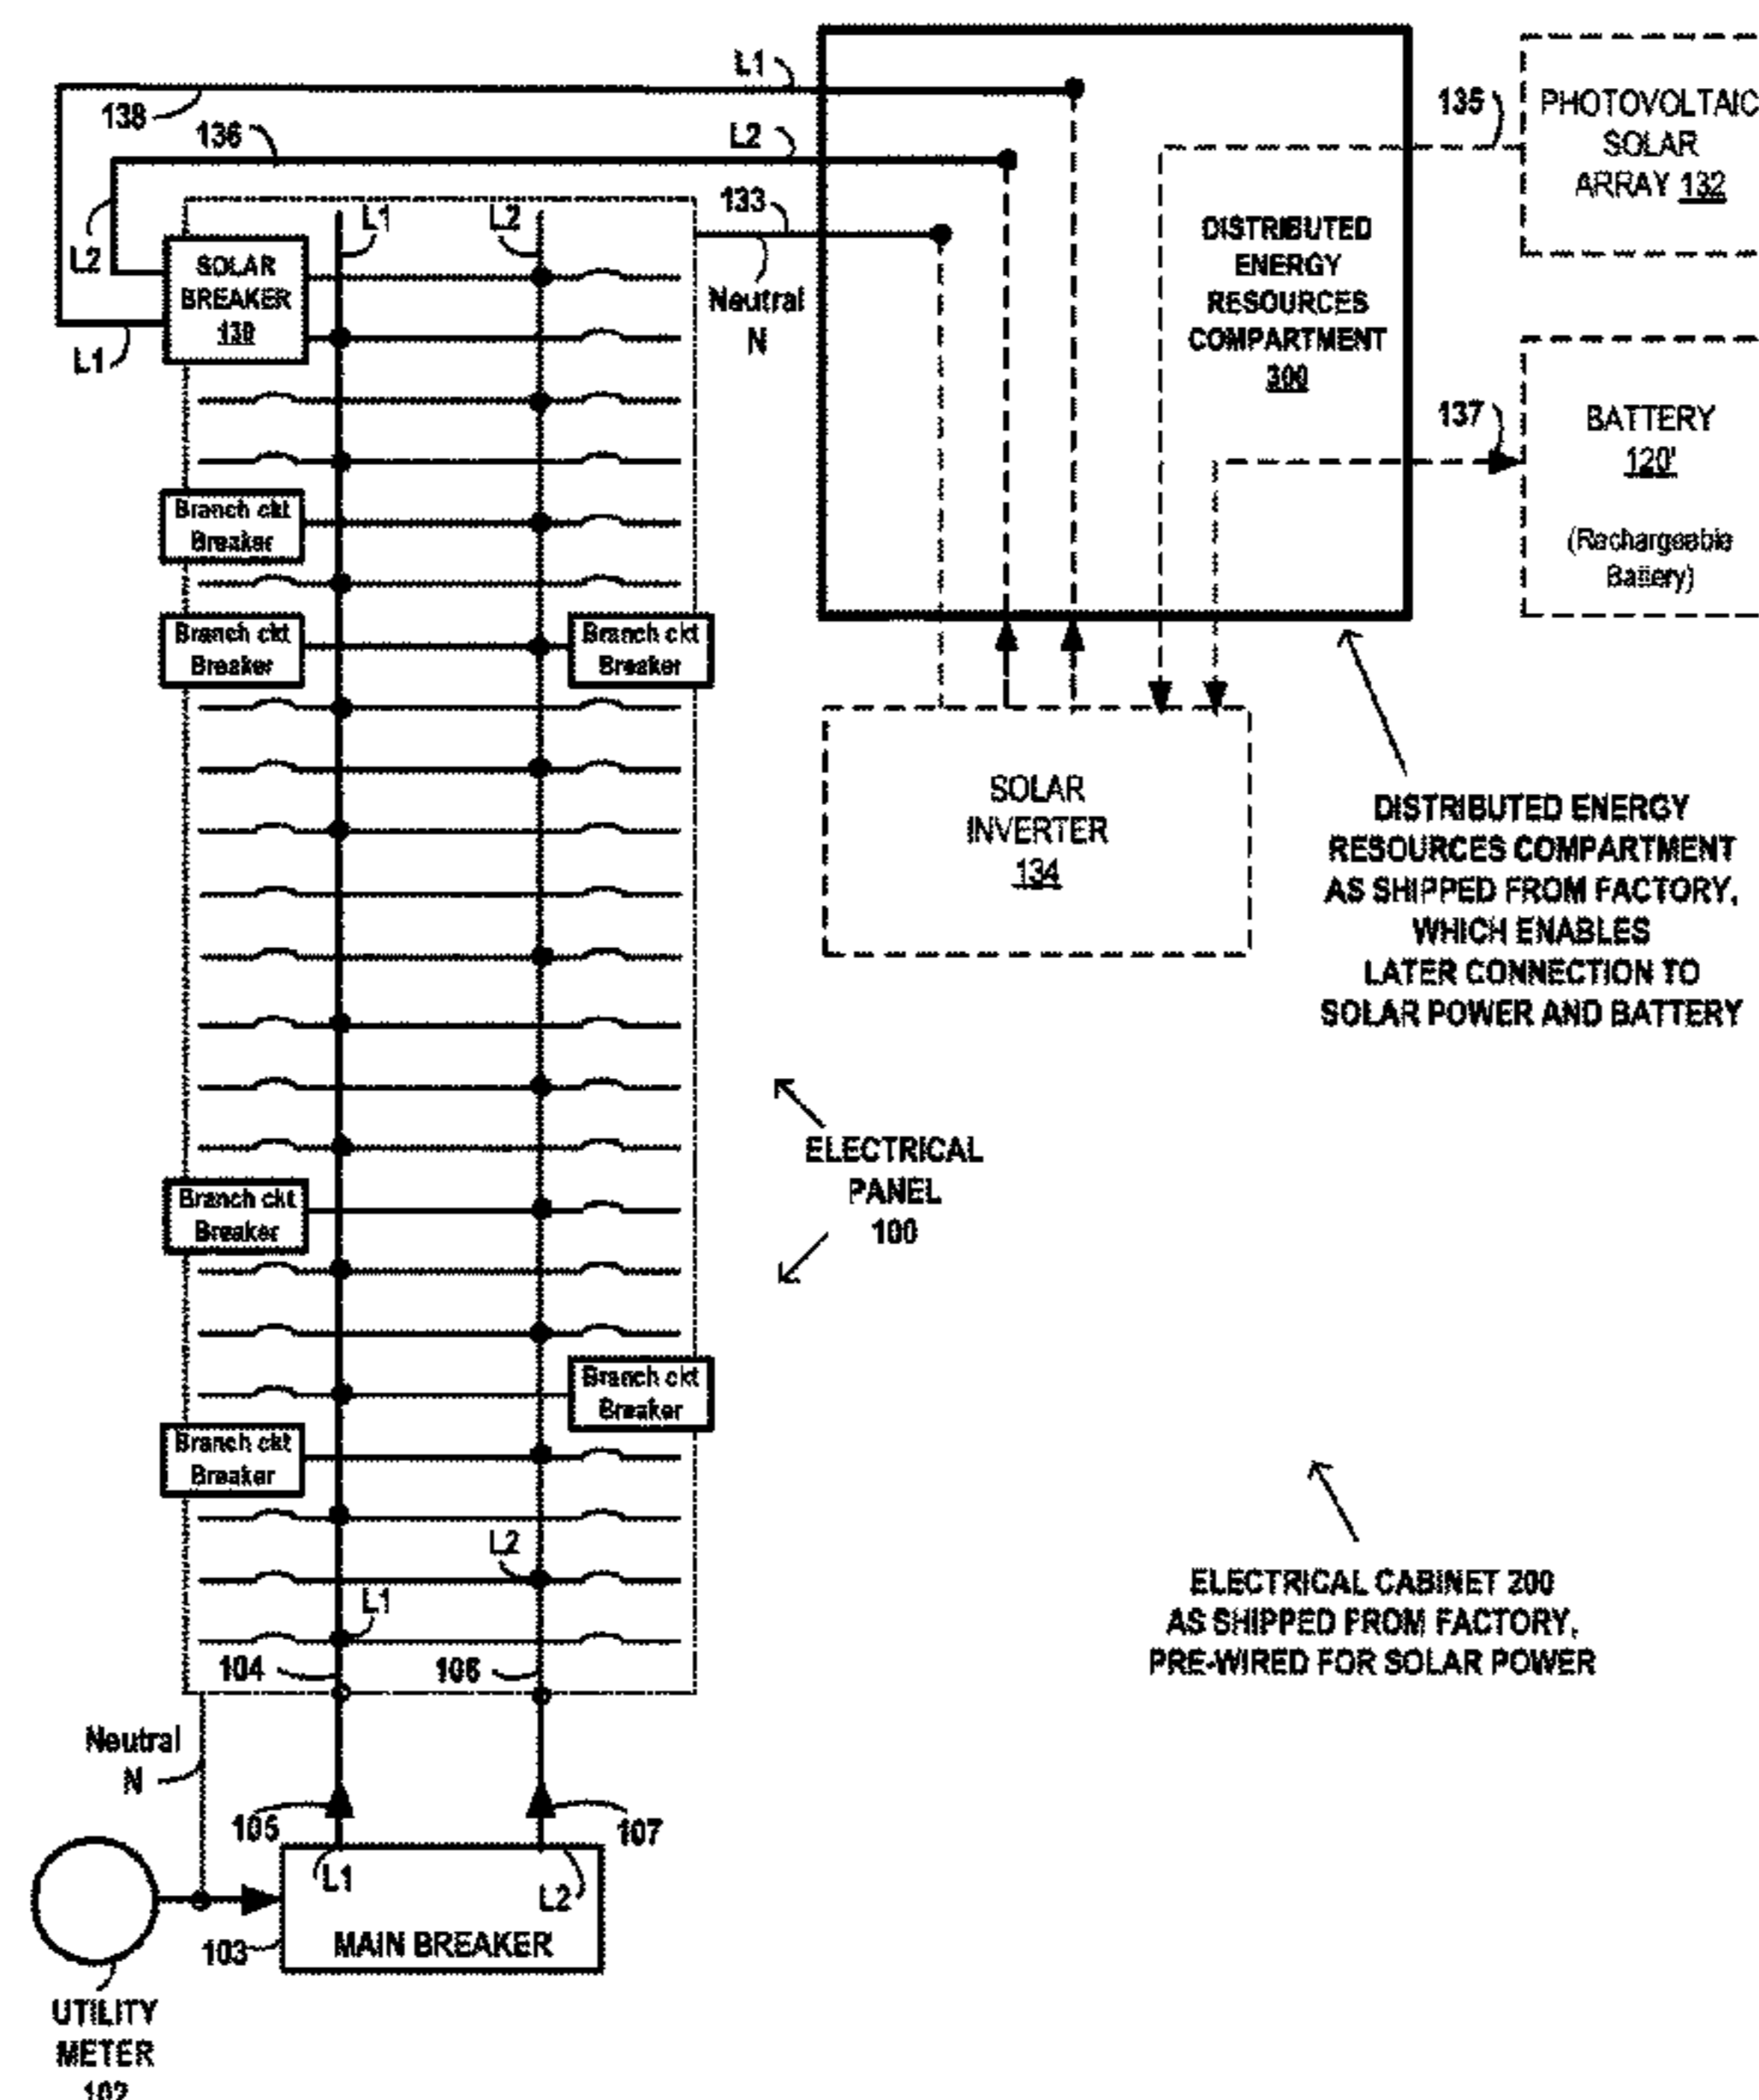 L1
138
136
L2
133
L1
L2
L2
SOLAR
BREAKER
130
L1
Neutral
N
DISTRIBUTED
ENERGY
RESOURCES
COMPARTMENT
300
135
PHOTOVOLTAIC
SOLAR
ARRAY 132
137
BATTERY
120'
(Rechargeable
Battery)
Branch ckt
Breaker
Branch ckt
Breaker
Branch ckt
Breaker
SOLAR
INVERTER
134
DISTRIBUTED ENERGY
RESOURCES COMPARTMENT
AS SHIPPED FROM FACTORY,
WHICH ENABLES
LATER CONNECTION TO
SOLAR POWER AND BATTERY
ELECTRICAL
PANEL
100
Branch ckt
Breaker
Branch ckt
Breaker
Branch ckt
Breaker
L2
L1
104
106
ELECTRICAL CABINET 200
AS SHIPPED FROM FACTORY,
PRE-WIRED FOR SOLAR POWER
Neutral
N
105
107
L1
L2
MAIN BREAKER
103
UTILITY
METER
102